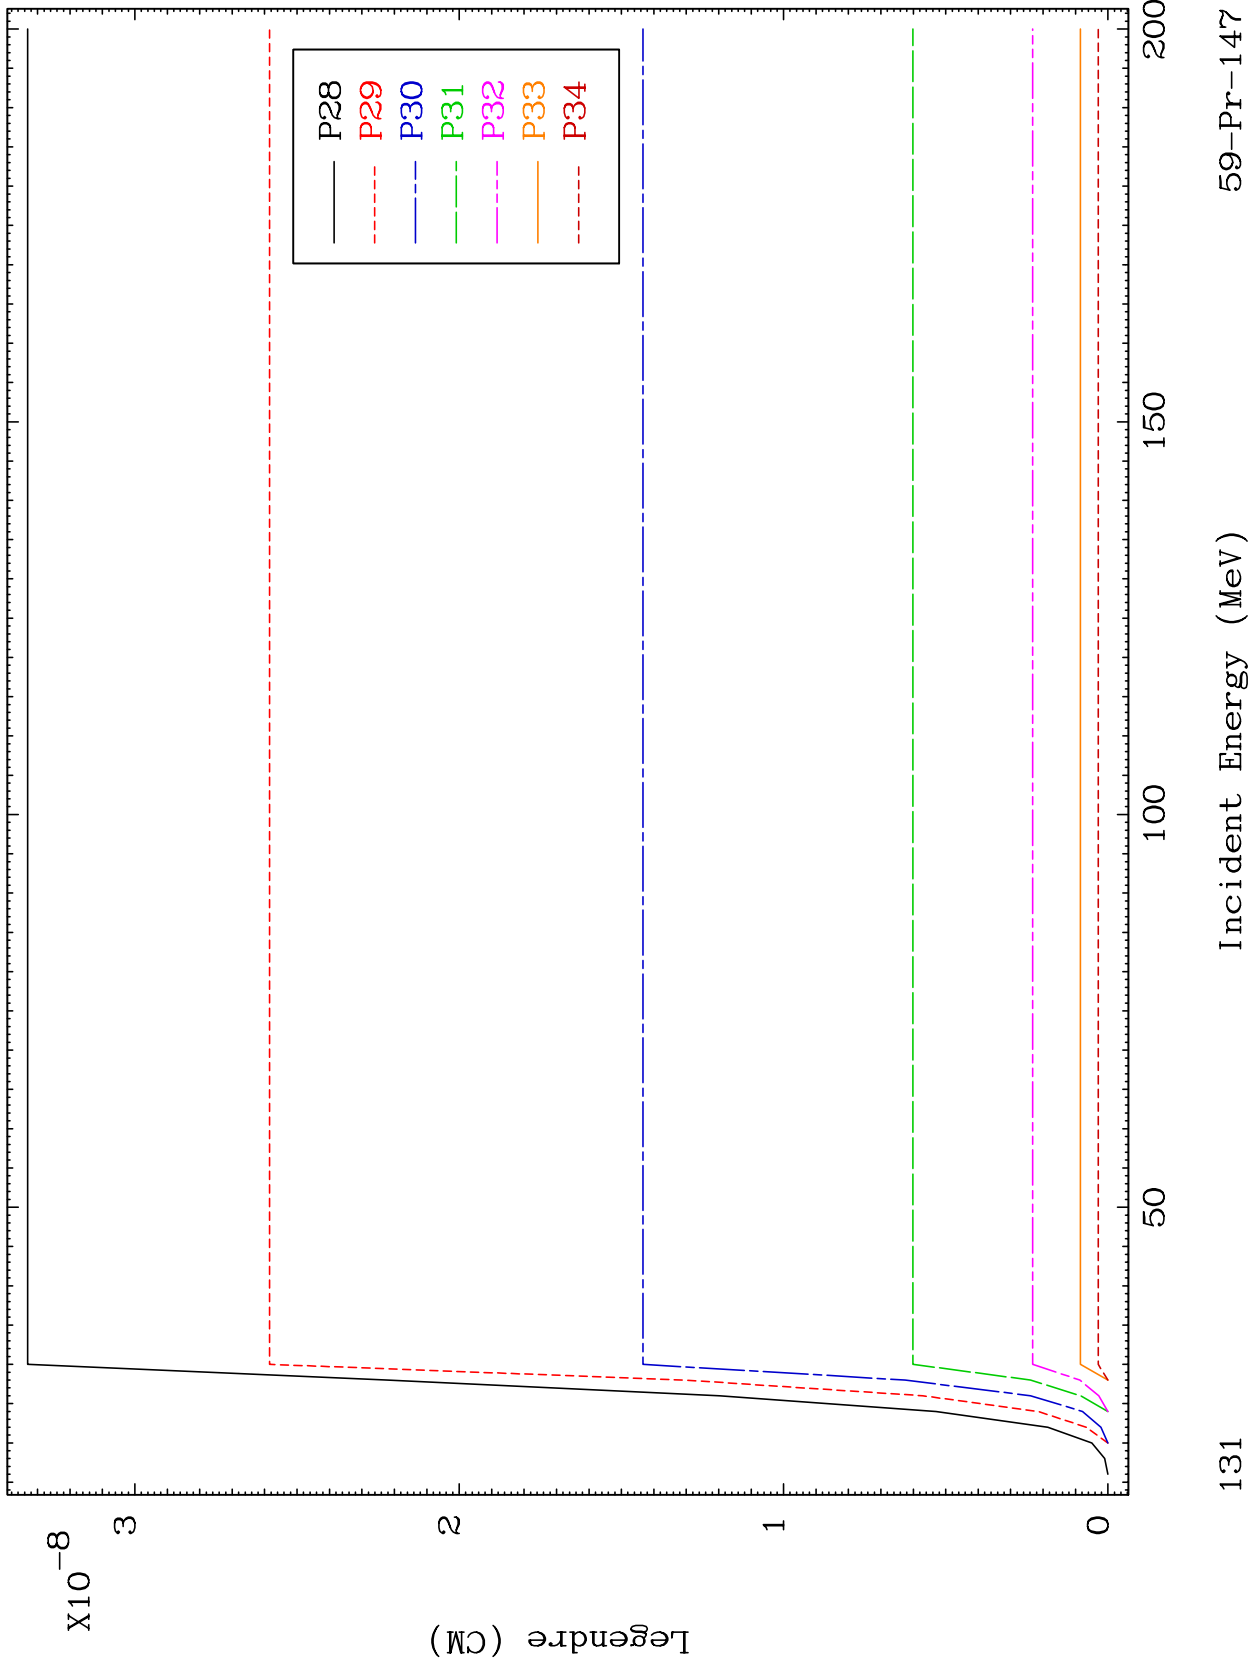 X10⁻⁸
Legendre (CM)
3
2
1
0
P28
P29
P30
P31
P32
P33
P34
50
100
150
200
Incident Energy (MeV)
131
59-Pr-147